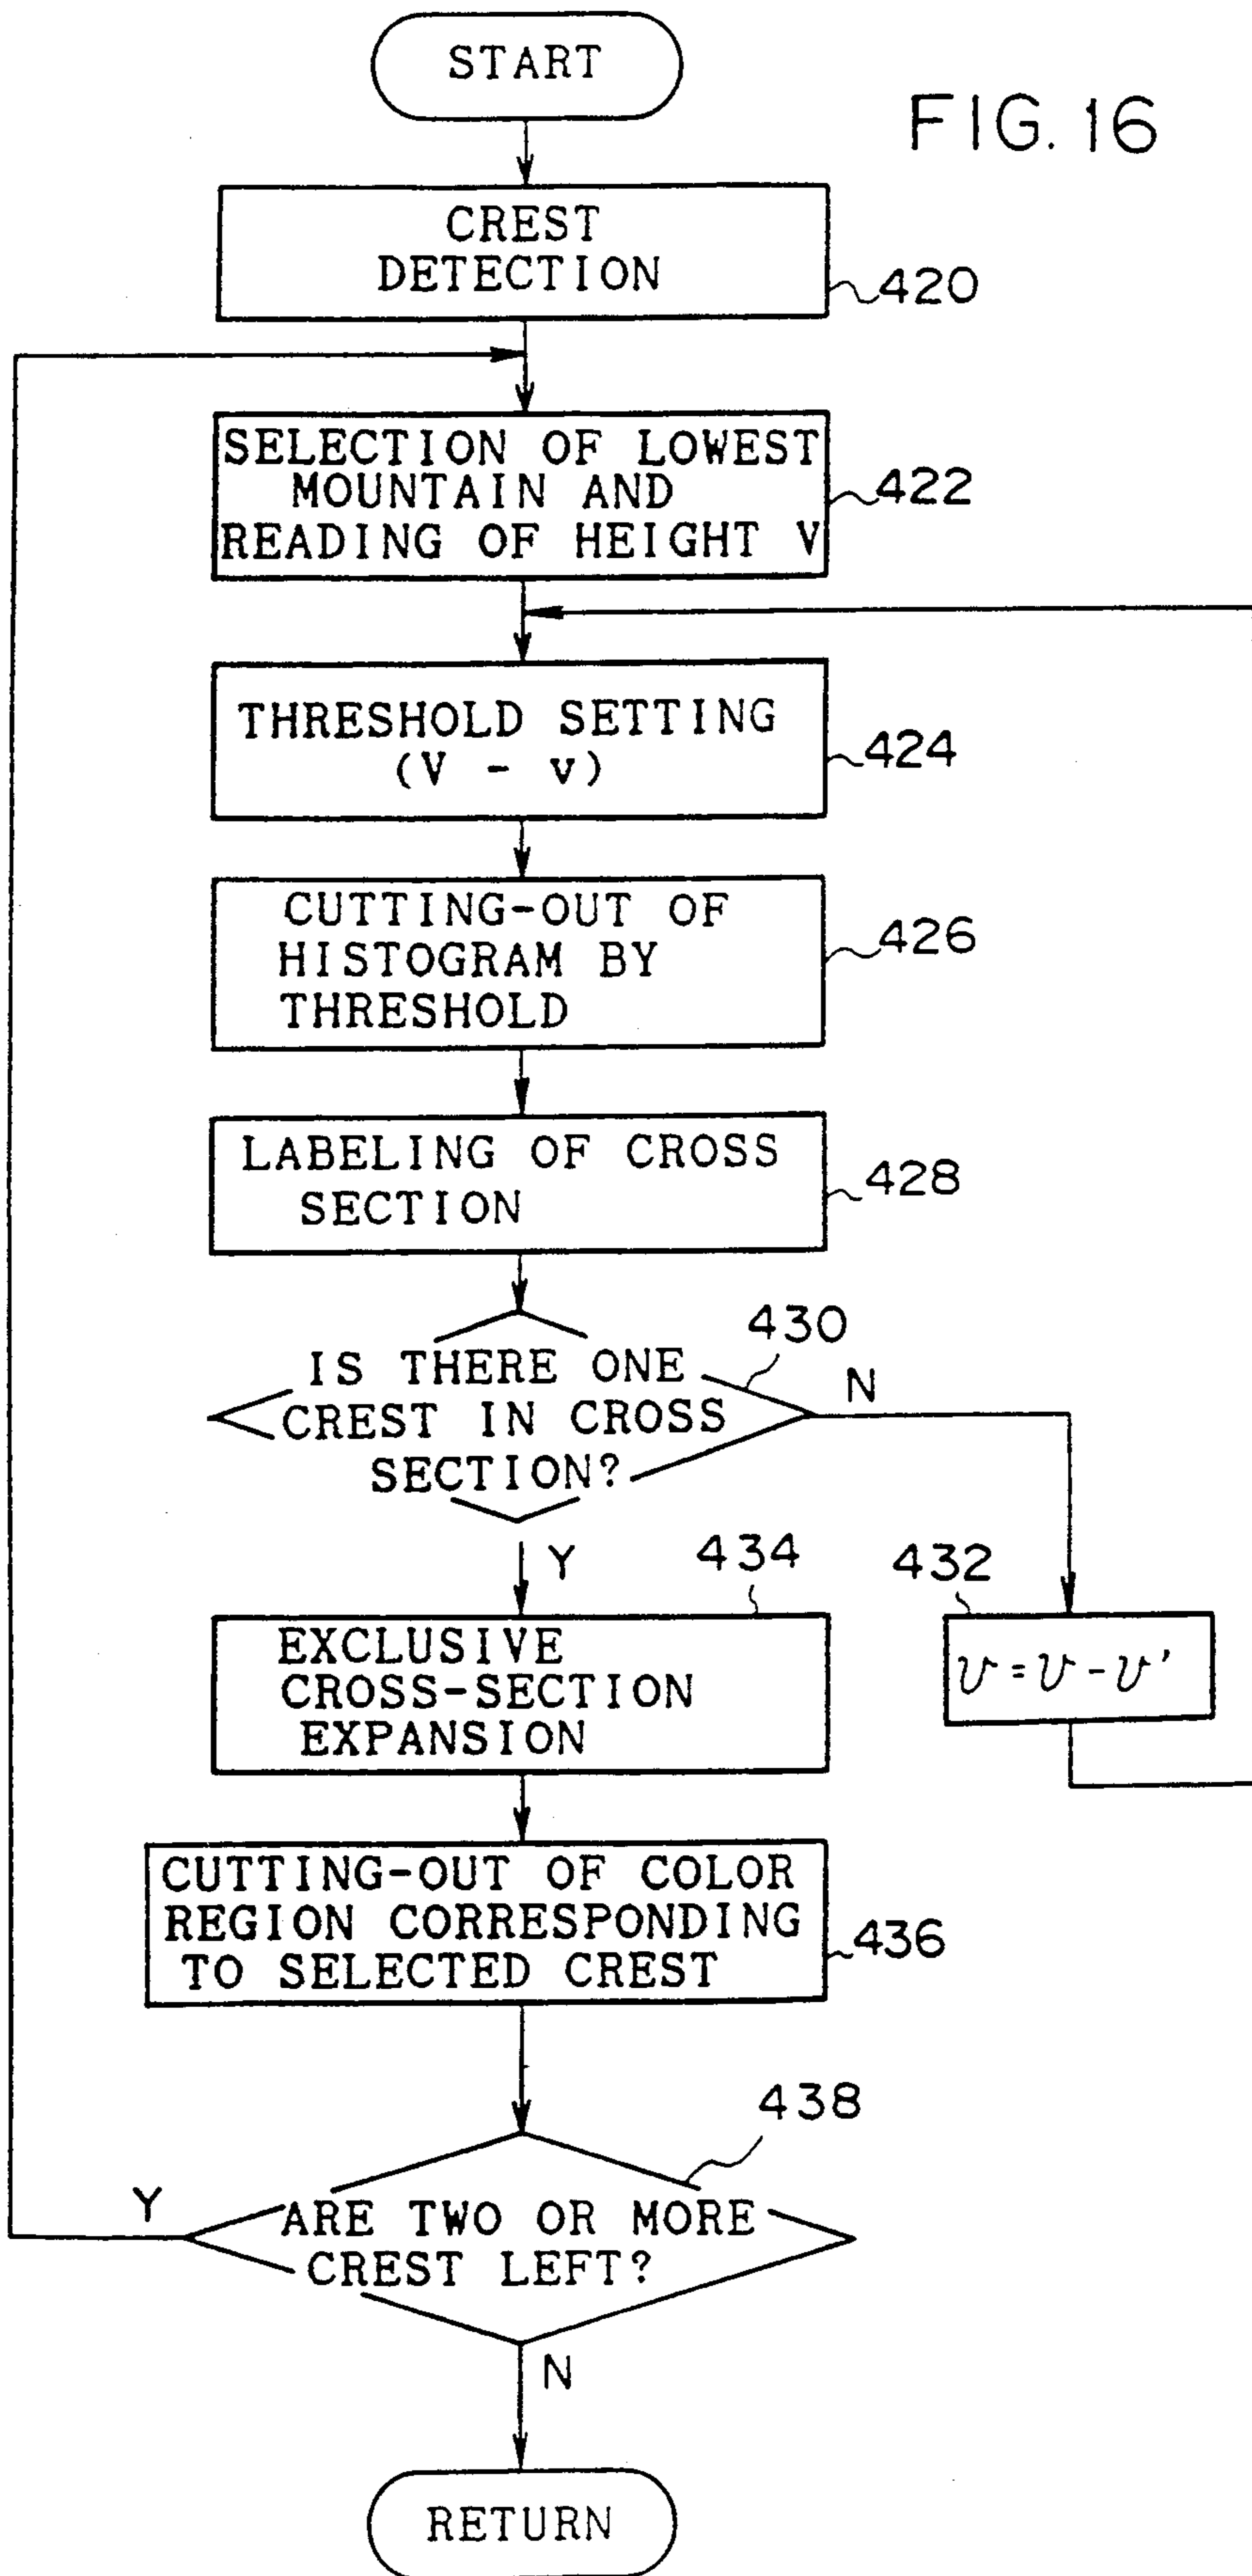 START
FIG. 16
CREST
DETECTION
420
SELECTION OF LOWEST
MOUNTAIN AND
READING OF HEIGHT V
422
THRESHOLD SETTING
(V - v)
424
CUTTING-OUT OF
HISTOGRAM BY
THRESHOLD
426
LABELING OF CROSS
SECTION
428
IS THERE ONE
CREST IN CROSS
SECTION?
430
N
Y
434
432
EXCLUSIVE
CROSS-SECTION
EXPANSION
v = v - v'
CUTTING-OUT OF COLOR
REGION CORRESPONDING
TO SELECTED CREST
436
438
Y
ARE TWO OR MORE
CREST LEFT?
N
RETURN